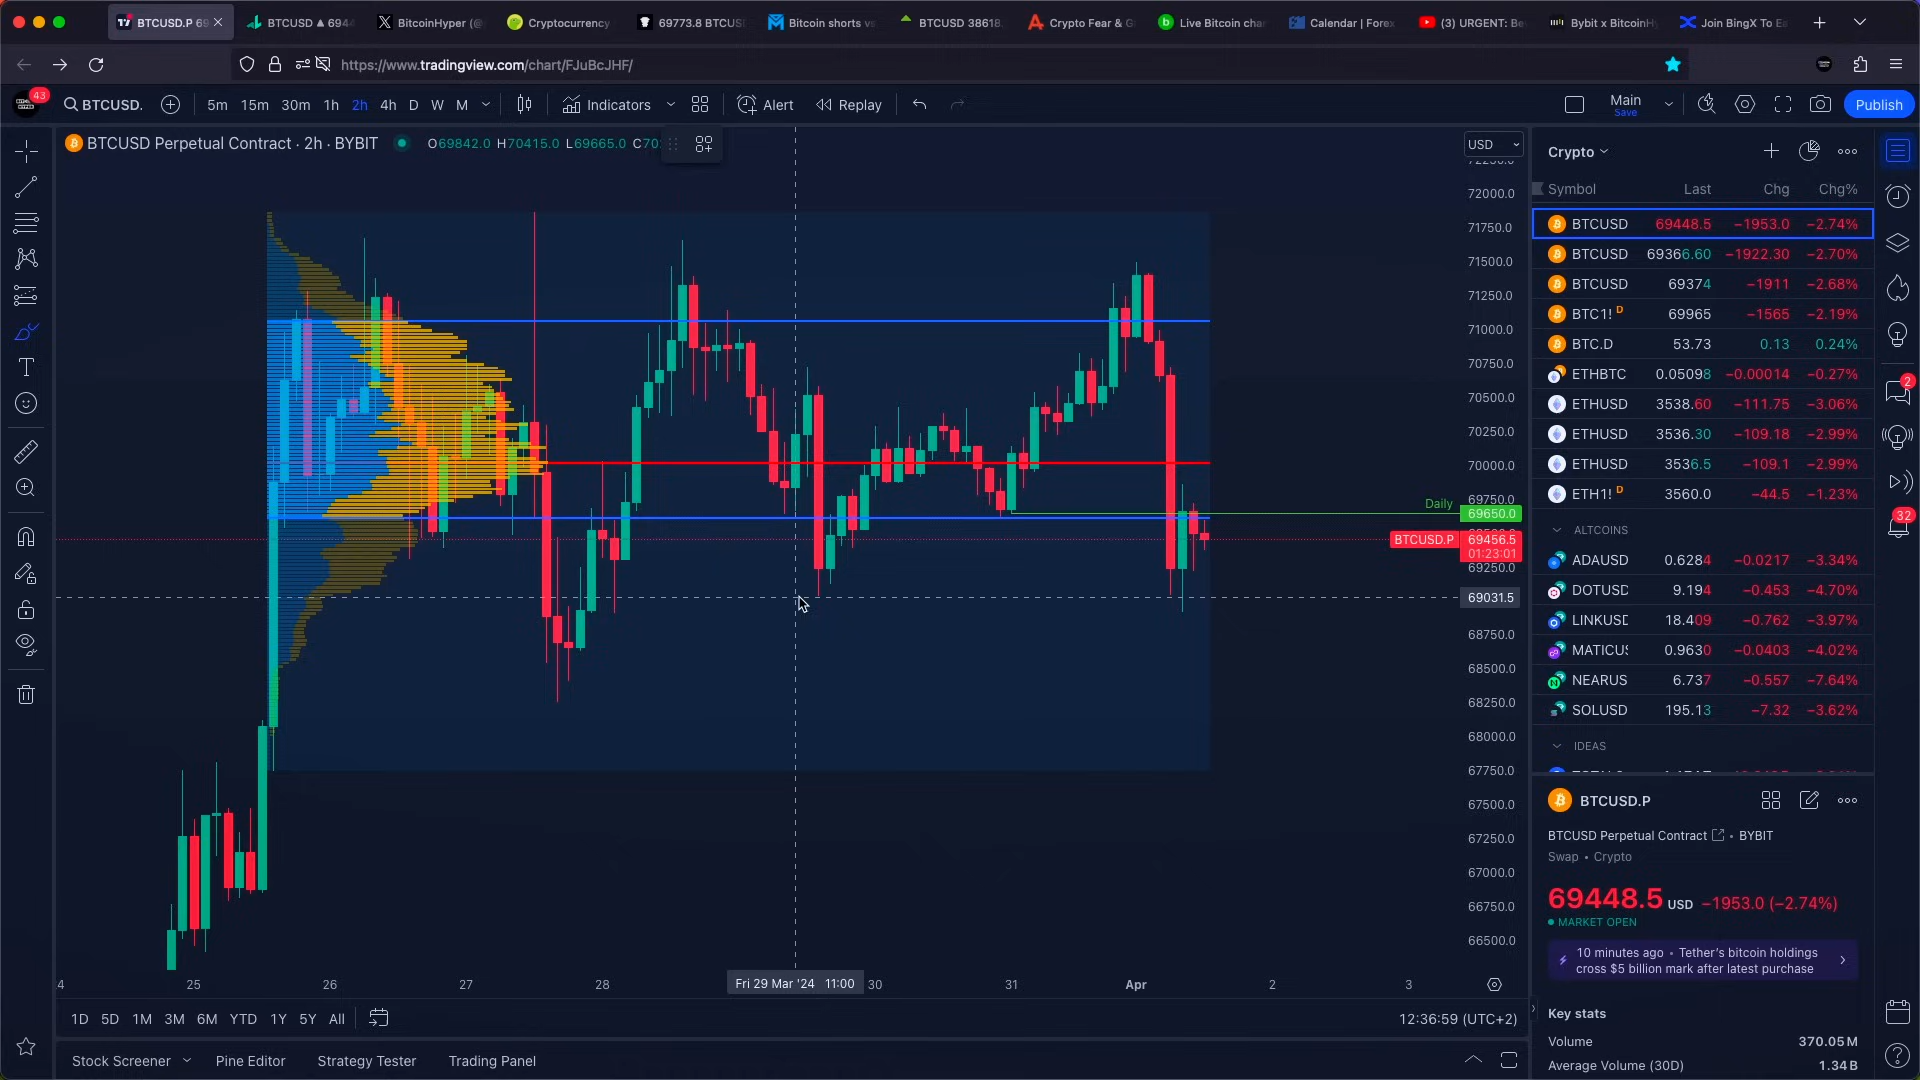 BTCUSD.P 69
BTCUSD ▲ 6944
BitcoinHyper (@
Cryptocurrency
69773.8 BTCUS
Bitcoin shorts vs
BTCUSD 38618.
Crypto Fear & G
Live Bitcoin char
Calendar | Forex
(3) URGENT: Be
Bybit x BitcoinHy
Join BingX To Ea
https://www.tradingview.com/chart/FJuBcJHF/
43
BTCUSD.
5m 15m 30m 1h 2h 4h D W M
Indicators
Alert
Replay
Main
Save
Publish
BTCUSD Perpetual Contract · 2h · BYBIT
O69842.0 H70415.0 L69665.0
USD
72000.0
71750.0
71500.0
71250.0
71000.0
70750.0
70500.0
70250.0
70000.0
69750.0
Daily 69650.0
BTCUSD.P 69456.5
01:23:01
69250.0
69031.5
68750.0
68500.0
68250.0
68000.0
67750.0
67500.0
67250.0
67000.0
66750.0
66500.0
4 25 26 27 28 Fri 29 Mar '24 11:00 30 31 Apr 2 3
1D 5D 1M 3M 6M YTD 1Y 5Y All
12:36:59 (UTC+2)
Stock Screener
Pine Editor
Strategy Tester
Trading Panel
Crypto
Symbol Last Chg Chg%
BTCUSD 69448.5 −1953.0 −2.74%
BTCUSD 69366.60 −1922.30 −2.70%
BTCUSD 69374 −1911 −2.68%
BTC1! D 69965 −1565 −2.19%
BTC.D 53.73 0.13 0.24%
ETHBTC 0.05098 −0.00014 −0.27%
ETHUSD 3538.60 −111.75 −3.06%
ETHUSD 3536.30 −109.18 −2.99%
ETHUSD 3536.5 −109.1 −2.99%
ETH1! D 3560.0 −44.5 −1.23%
ALTCOINS
ADAUSD 0.6284 −0.0217 −3.34%
DOTUSD 9.194 −0.453 −4.70%
LINKUSD 18.409 −0.762 −3.97%
MATICUS 0.9630 −0.0403 −4.02%
NEARUS 6.737 −0.557 −7.64%
SOLUSD 195.13 −7.32 −3.62%
IDEAS
BTCUSD.P
BTCUSD Perpetual Contract • BYBIT
Swap • Crypto
69448.5 USD −1953.0 (−2.74%)
MARKET OPEN
10 minutes ago • Tether's bitcoin holdings
cross $5 billion mark after latest purchase
Key stats
Volume 370.05M
Average Volume (30D) 1.34B
2
32